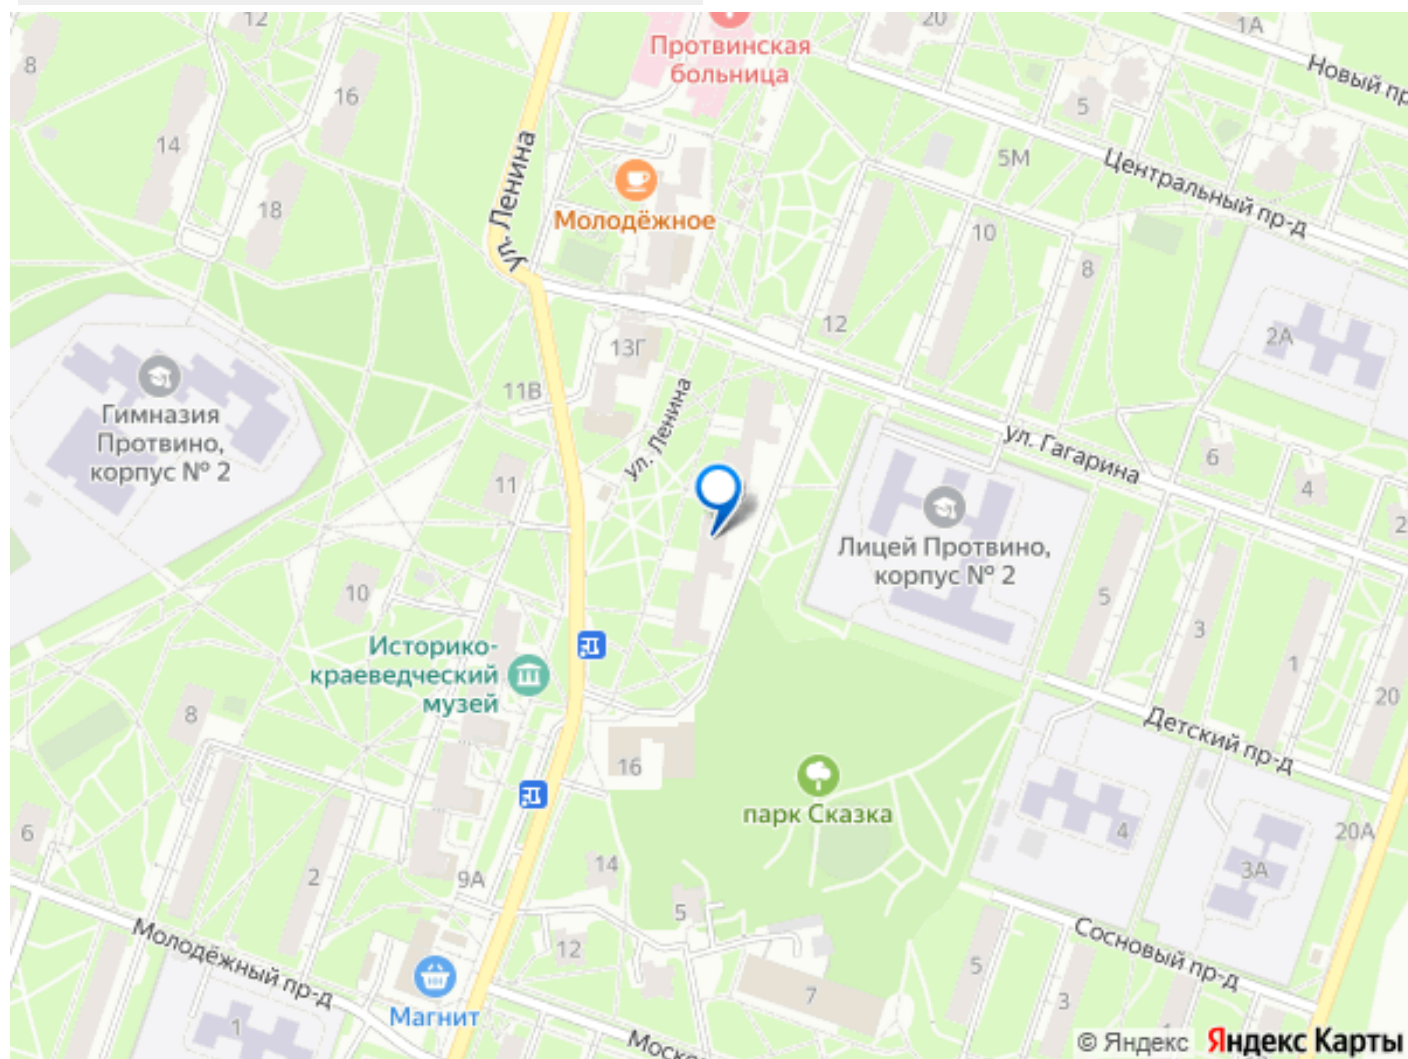 12
20
1А
8
Протвинская
больница
Новый пр
16
5
14
ул. Ленина
5М
Центральный пр-д
Молодёжное
18
10
8
12
2А
13Г
Гимназия
Протвино,
корпус № 2
11В
ул. Ленина
ул. Гагарина
6
4
2
11
Лицей Протвино,
корпус № 2
10
5
3
1
Историко-
краеведческий
музей
8
20
Детский пр-д
16
парк Сказка
6
4
20А
2
9А
14
3А
5
Молодёжный пр-д
12
Сосновый пр-д
5
7
3
1
Магнит
Моско
1
© Яндекс Яндекс Карты